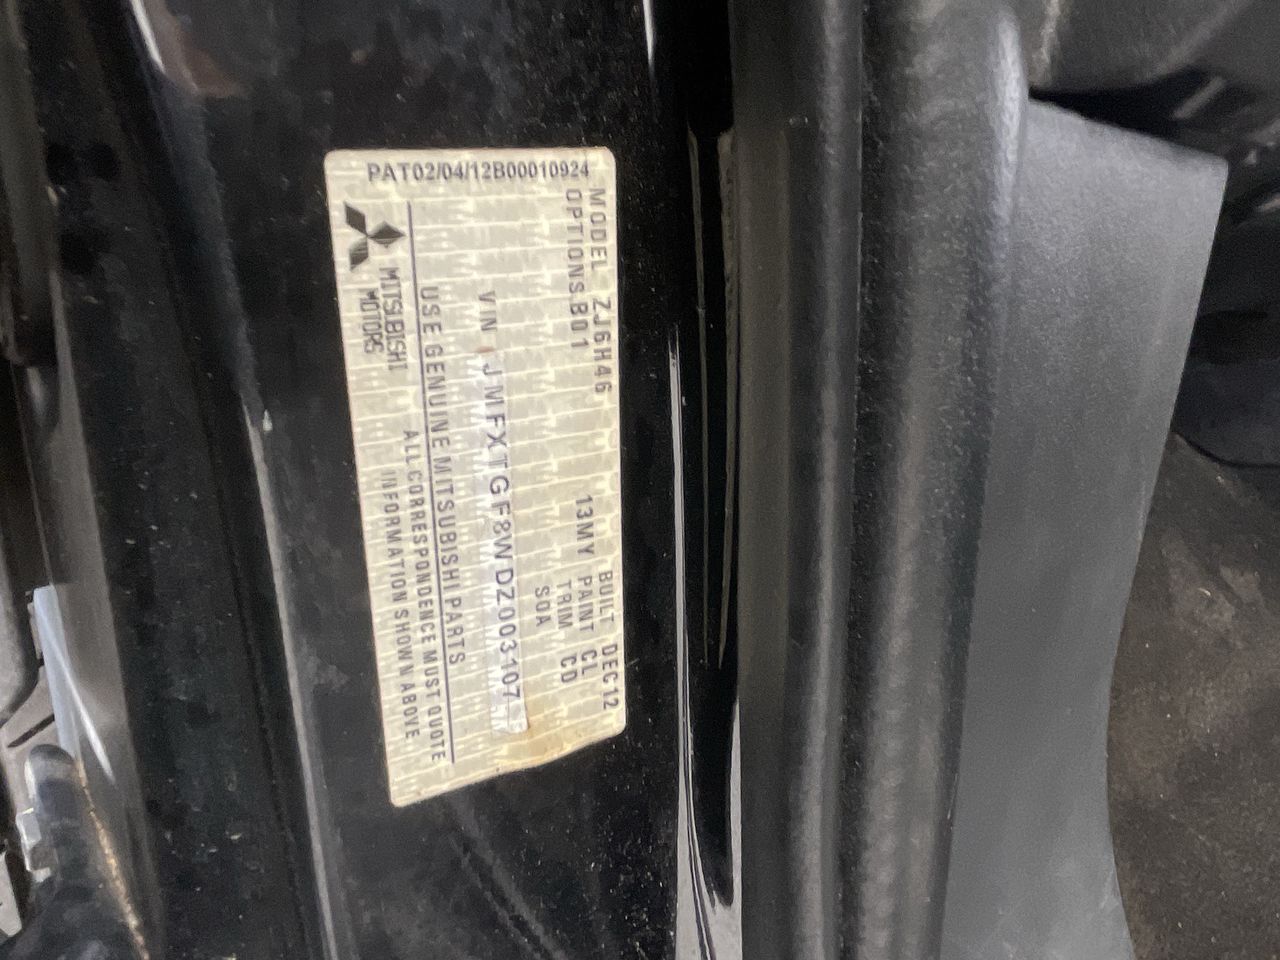 PAT02/04/12B00010924
MODEL ZJ6H46 BUILT DEC12
OPTIONS.B01 13MY PAINT CL
TRIM CD
SOA
VIN JMFXTGF8WDZ003107
USE GENUINE MITSUBISHI PARTS
MITSUBISHI
MOTORS
ALL CORRESPONDENCE MUST QUOTE
INFORMATION SHOWN ABOVE